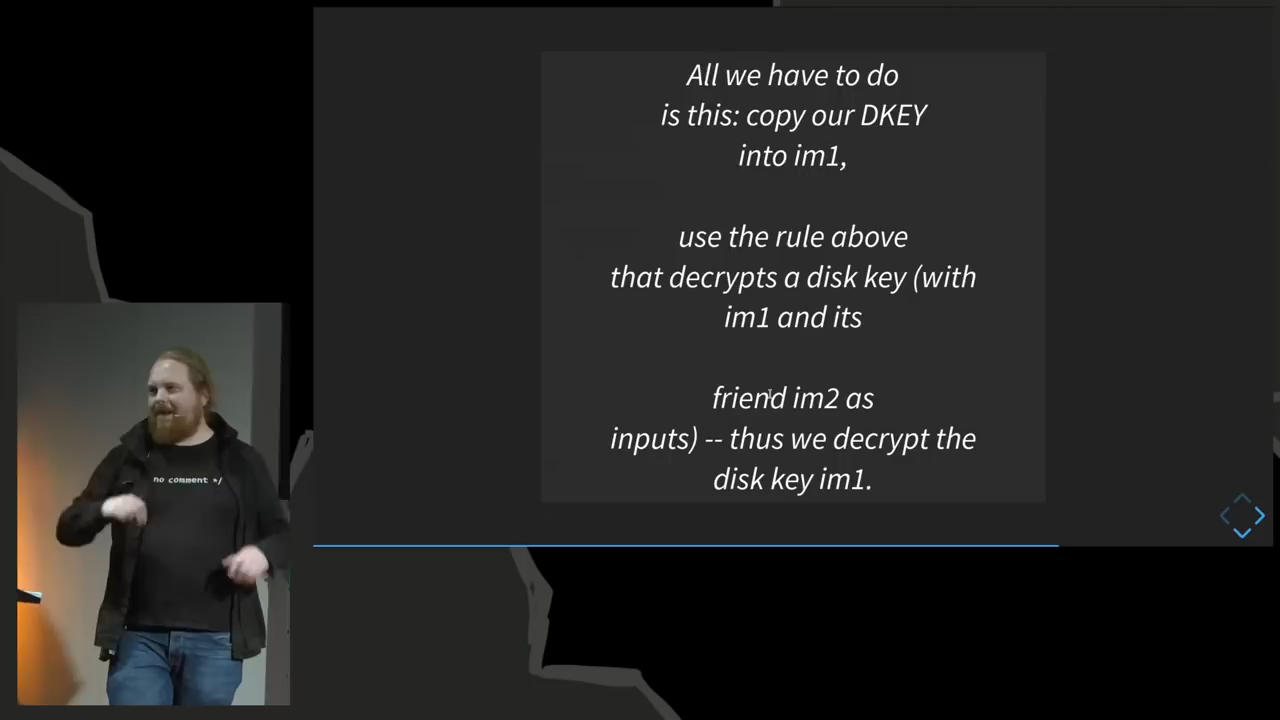 All we have to do
is this: copy our DKEY
into im1,
use the rule above
that decrypts a disk key (with
im1 and its
friend im2 as
inputs) -- thus we decrypt the
disk key im1.
no comment */